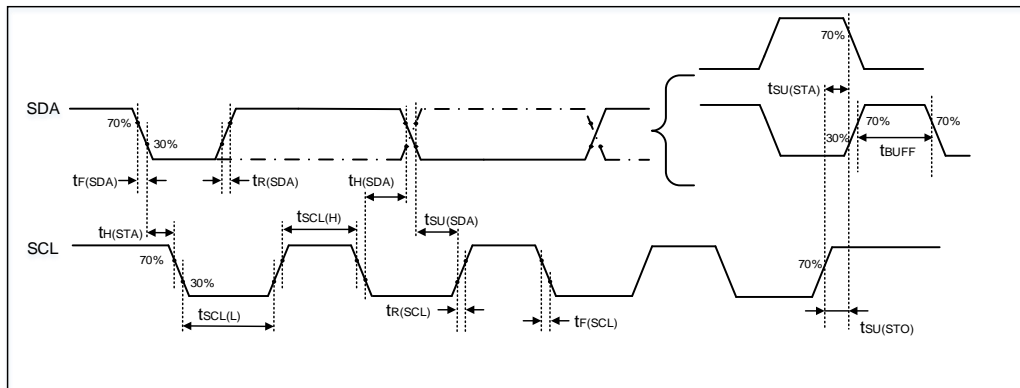 70%
tSU(STA)
SDA
70%
30%
30%
70%
70%
tBUFF
tF(SDA)
tR(SDA)
tH(SDA)
tSCL(H)
tSU(SDA)
tH(STA)
SCL
70%
30%
70%
tSCL(L)
tR(SCL)
tF(SCL)
tSU(STO)